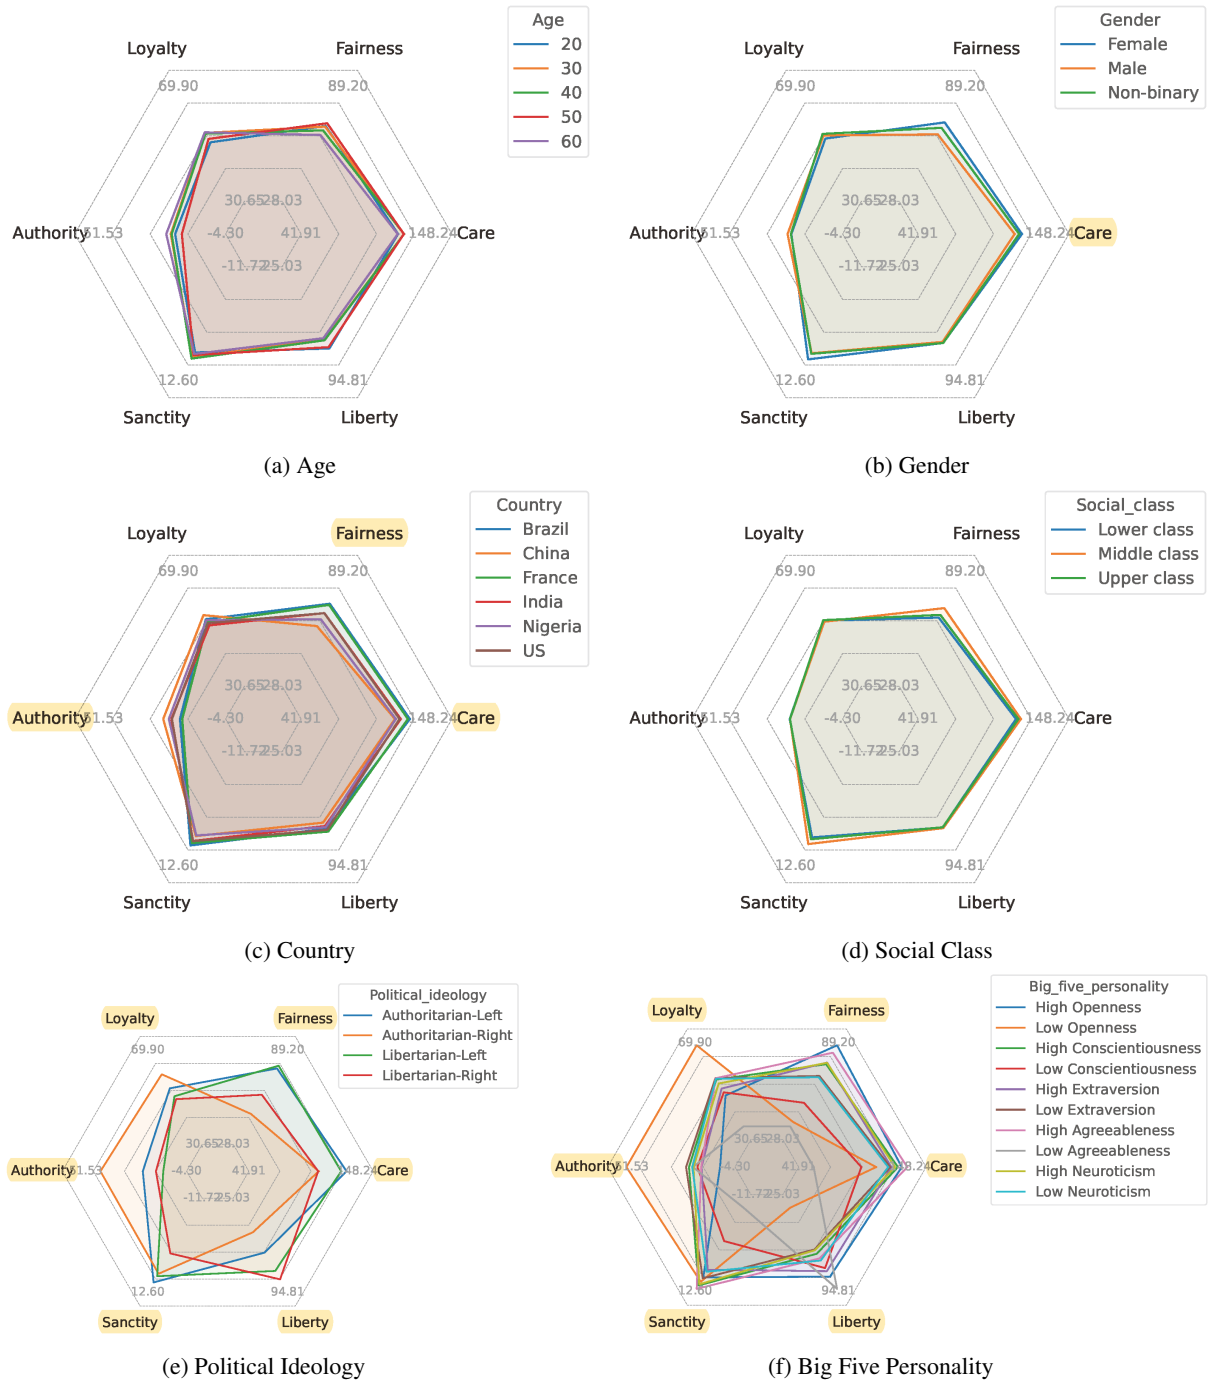 Age
20
30
40
50
60
Loyalty
Fairness
69.90
89.20
30.65
28.03
Authority
51.53
-4.30
41.91
148.24
Care
-11.72
25.03
12.60
94.81
Sanctity
Liberty
(a) Age
Gender
Female
Male
Non-binary
Loyalty
Fairness
69.90
89.20
30.65
28.03
Authority
51.53
-4.30
41.91
148.24
Care
-11.72
25.03
12.60
94.81
Sanctity
Liberty
(b) Gender
Country
Brazil
China
France
India
Nigeria
US
Loyalty
Fairness
69.90
89.20
30.65
28.03
Authority
51.53
-4.30
41.91
148.24
Care
-11.72
25.03
12.60
94.81
Sanctity
Liberty
(c) Country
Social_class
Lower class
Middle class
Upper class
Loyalty
Fairness
69.90
89.20
30.65
28.03
Authority
51.53
-4.30
41.91
148.24
Care
-11.72
25.03
12.60
94.81
Sanctity
Liberty
(d) Social Class
Political_ideology
Authoritarian-Left
Authoritarian-Right
Libertarian-Left
Libertarian-Right
Loyalty
Fairness
69.90
89.20
30.65
28.03
Authority
51.53
-4.30
41.91
48.24
Care
-11.72
25.03
12.60
94.81
Sanctity
Liberty
(e) Political Ideology
Big_five_personality
High Openness
Low Openness
High Conscientiousness
Low Conscientiousness
High Extraversion
Low Extraversion
High Agreeableness
Low Agreeableness
High Neuroticism
Low Neuroticism
Loyalty
Fairness
69.90
89.20
30.65
28.03
Authority
51.53
-4.30
41.91
8.24
Care
-11.72
25.03
12.60
94.81
Sanctity
Liberty
(f) Big Five Personality